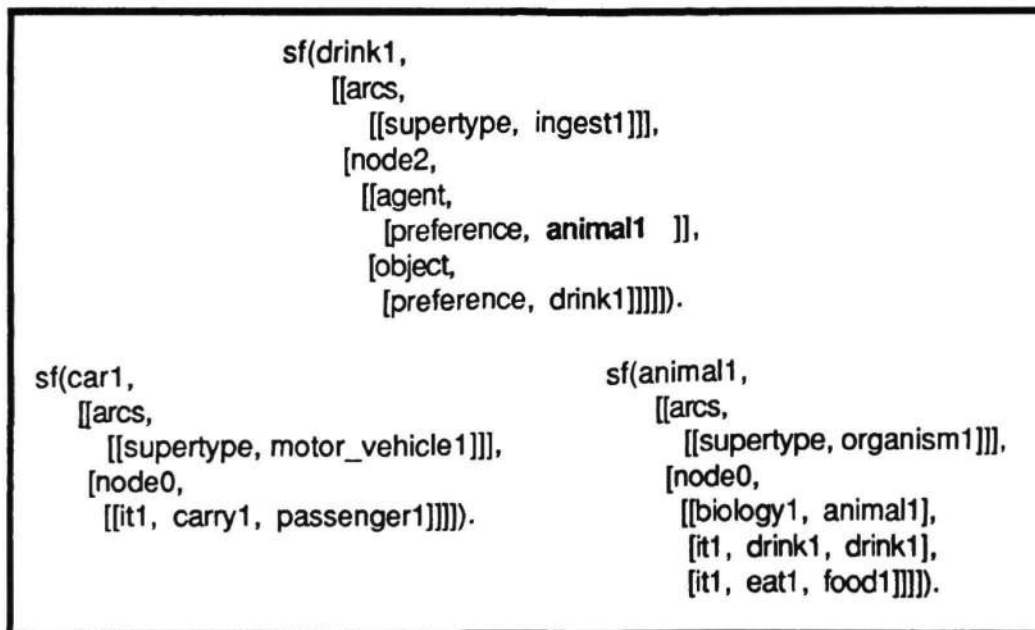 sf(drink1,
[[arcs,
[[supertype, ingest1]]],
[node2,
[[agent,
[preference, animal1 ]],
[object,
[preference, drink1]]]]]).
sf(car1,
[[arcs,
[[supertype, motor_vehicle1]]],
[node0,
[[it1, carry1, passenger1]]]]).
sf(animal1,
[[arcs,
[[supertype, organism1]]],
[node0,
[[biology1, animal1],
[it1, drink1, drink1],
[it1, eat1, food1]]]]).